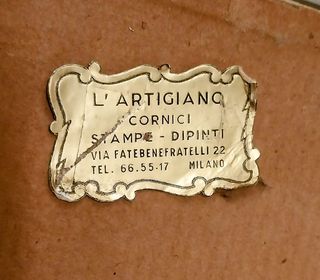 L'ARTIGIANO
CORNICI
STAMPE - DIPINTI
VIA FATEBENEFRATELLI 22
TEL. 66.55-17 MILANO